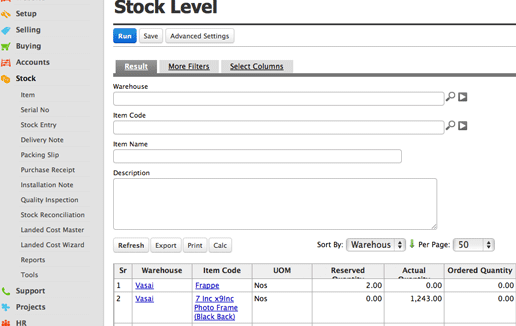 Stock Level
Setup
Selling
Buying
Accounts
Stock
Item
Serial No
Stock Entry
Delivery Note
Packing Slip
Purchase Receipt
Installation Note
Quality Inspection
Stock Reconciliation
Landed Cost Master
Landed Cost Wizard
Reports
Tools
Support
Projects
HR
Run Save Advanced Settings
Result More Filters Select Columns
Warehouse
Item Code
Item Name
Description
Refresh Export Print Calc Sort By: Warehous Per Page: 50
Sr Warehouse Item Code UOM Reserved Quantity Actual Quantity Ordered Quantity
1 Vasai Frappe Nos 2.00 0.00 0.00
2 Vasai 7 Inc x9Inc Nos 0.00 1,243.00 0.00
Photo Frame
(Black Back)